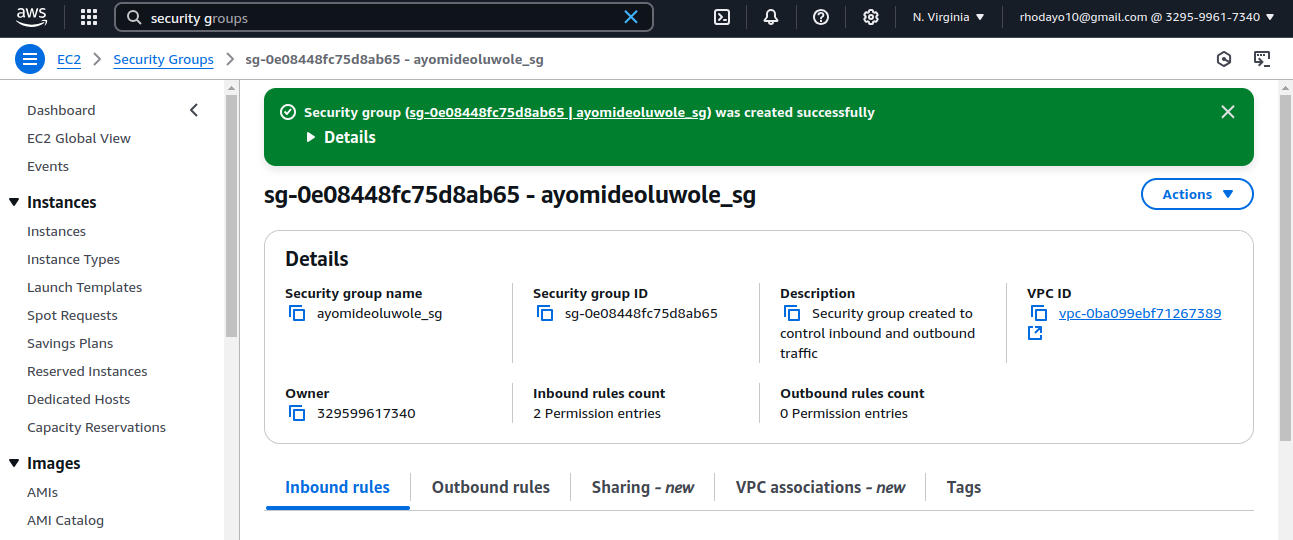 aws
security groups
N. Virginia
rhodayo10@gmail.com @ 3295-9961-7340
EC2
Security Groups
sg-0e08448fc75d8ab65 - ayomideoluwole_sg
Dashboard
EC2 Global View
Events
Instances
Instances
Instance Types
Launch Templates
Spot Requests
Savings Plans
Reserved Instances
Dedicated Hosts
Capacity Reservations
Images
AMIs
AMI Catalog
Security group (sg-0e08448fc75d8ab65 | ayomideoluwole_sg) was created successfully
Details
sg-0e08448fc75d8ab65 - ayomideoluwole_sg
Actions
Details
Security group name
ayomideoluwole_sg
Security group ID
sg-0e08448fc75d8ab65
Description
Security group created to
control inbound and outbound
traffic
VPC ID
vpc-0ba099ebf71267389
Owner
329599617340
Inbound rules count
2 Permission entries
Outbound rules count
0 Permission entries
Inbound rules
Outbound rules
Sharing - new
VPC associations - new
Tags